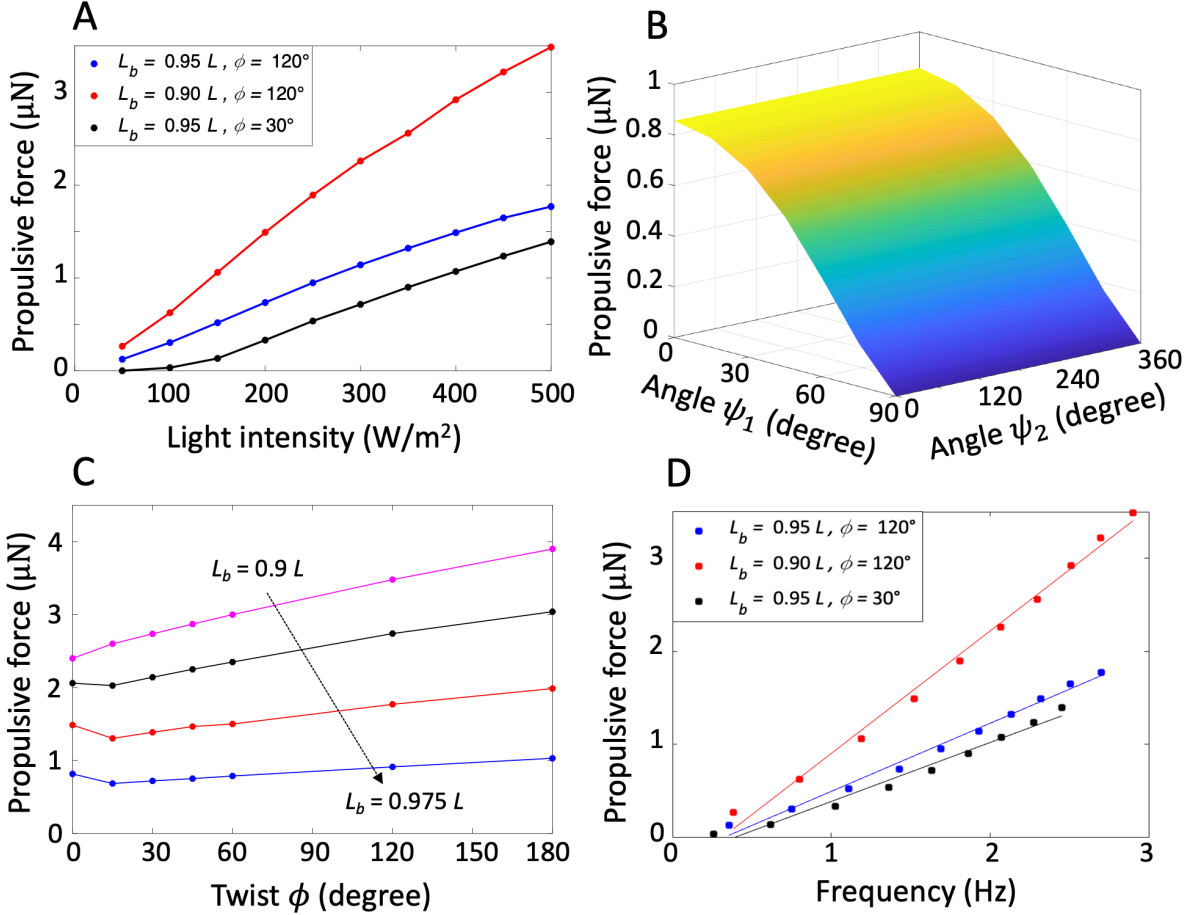 A
Propulsive force (μN)
L_b = 0.95 L , ϕ = 120°
L_b = 0.90 L , ϕ = 120°
L_b = 0.95 L , ϕ = 30°
3
2
1
0
0 100 200 300 400 500
Light intensity (W/m²)
B
Propulsive force (μN)
1
0.8
0.6
0.4
0.2
0
0 30 60 90
Angle ψ_1 (degree)
0 120 240 360
Angle ψ_2 (degree)
C
Propulsive force (μN)
4
3
2
1
0
L_b = 0.9 L
L_b = 0.975 L
0 30 60 90 120 150 180
Twist ϕ (degree)
D
Propulsive force (μN)
L_b = 0.95 L , ϕ = 120°
L_b = 0.90 L , ϕ = 120°
L_b = 0.95 L , ϕ = 30°
3
2
1
0
0 1 2 3
Frequency (Hz)